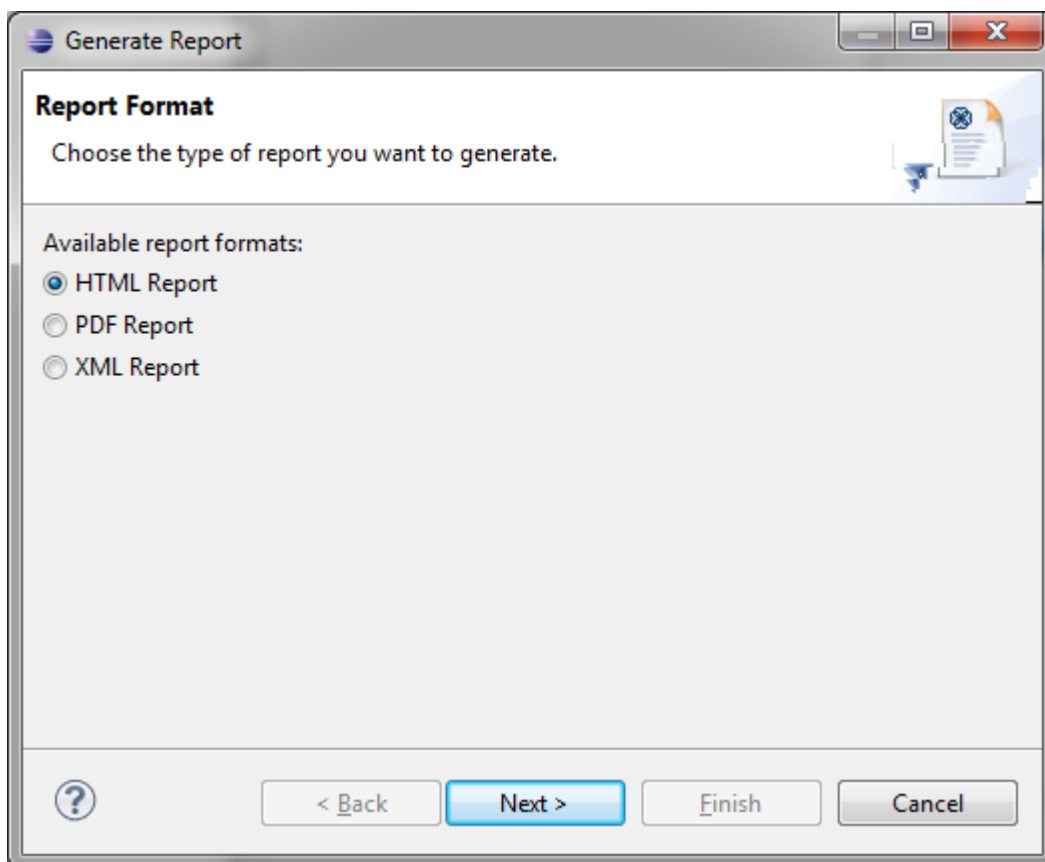 Generate Report
Report Format
Choose the type of report you want to generate.
Available report formats:
HTML Report
PDF Report
XML Report
? < Back Next > Finish Cancel